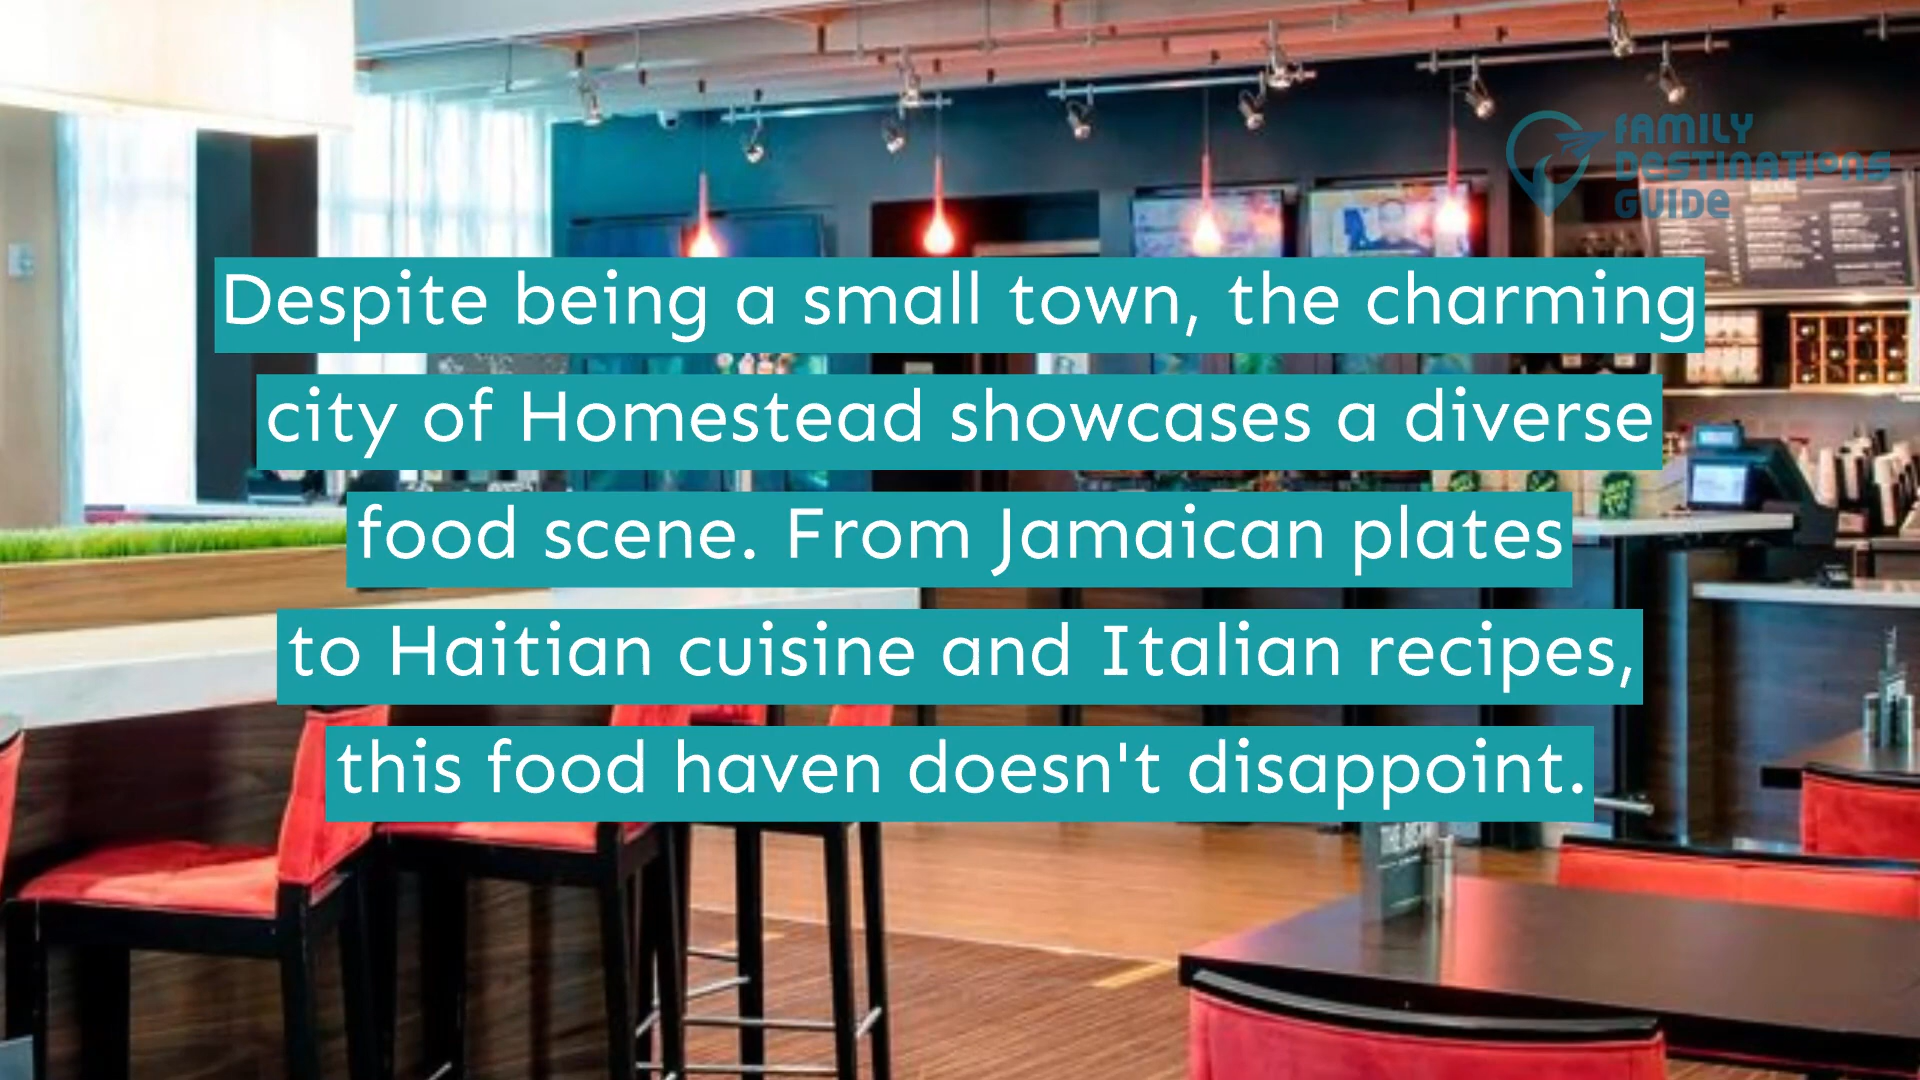 FAMILY
DESTINATIONS
GUIDE
Despite being a small town, the charming
city of Homestead showcases a diverse
food scene. From Jamaican plates
to Haitian cuisine and Italian recipes,
this food haven doesn't disappoint.